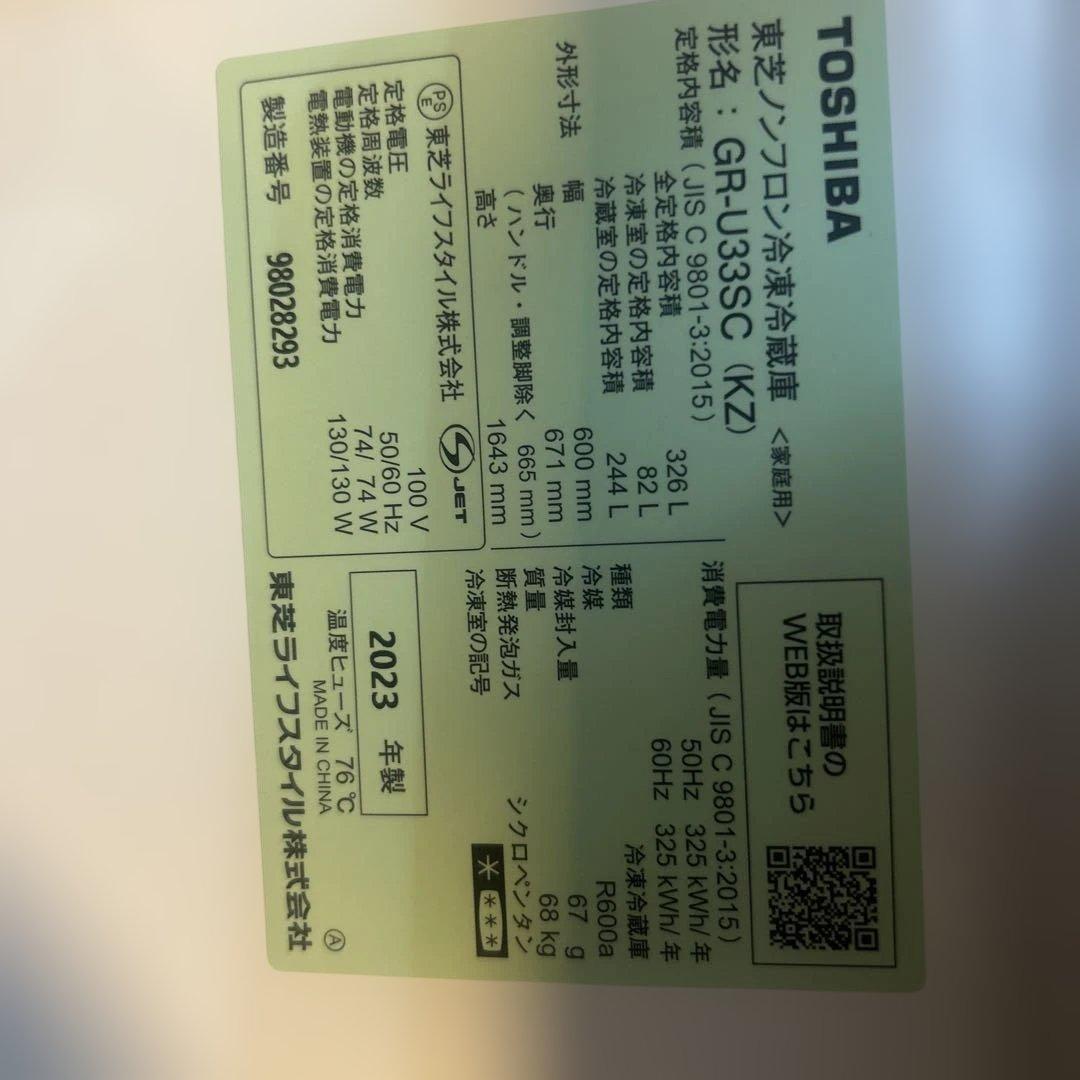 TOSHIBA
東芝ノンフロン冷凍冷蔵庫 <家庭用>
形名：GR-U33SC (KZ)
定格内容積 (JIS C 9801-3:2015)
全定格内容積 326 L
冷凍室の定格内容積 82 L
冷蔵室の定格内容積 244 L
外形寸法 幅 600 mm
奥行 671 mm
(ハンドル・調整脚除く 665 mm)
高さ 1643 mm
PSE 東芝ライフスタイル株式会社 S JET
定格電圧 100 V
定格周波数 50/60 Hz
電動機の定格消費電力 74/ 74 W
電熱装置の定格消費電力 130/130 W
製造番号 98028293
取扱説明書の
WEB版はこちら
消費電力量 (JIS C 9801-3:2015)
50Hz 325 kWh/年
60Hz 325 kWh/年
種類 冷凍冷蔵庫
冷媒 R600a
冷媒封入量 67 g
質量 68 kg
断熱発泡ガス シクロペンタン
冷凍室の記号 * ***
2023 年製
温度ヒューズ 76 ℃
MADE IN CHINA
東芝ライフスタイル株式会社 Ⓐ